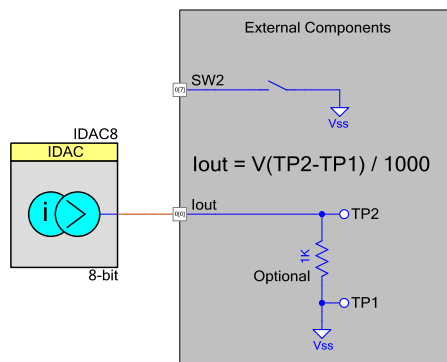 External Components
0[7]
SW2
Vss
IDAC8
IDAC
Iout = V(TP2-TP1) / 1000
i
0[0]
Iout
TP2
1K
Optional
8-bit
TP1
Vss